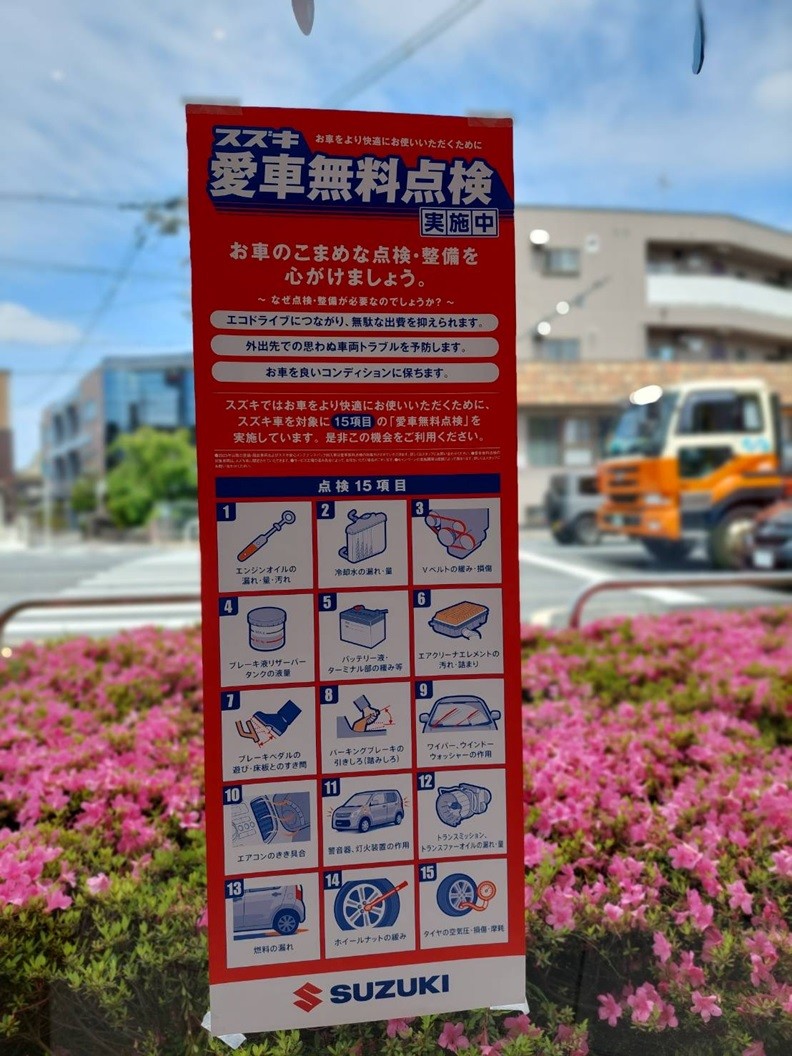 スズキ
お車をより快適にお使いいただくために
愛車無料点検
実施中
お車のこまめな点検・整備を
心がけましょう。
～ なぜ点検・整備が必要なのでしょうか？ ～
エコドライブにつながり、無駄な出費を抑えられます。
外出先での思わぬ車両トラブルを予防します。
お車を良いコンディションに保ちます。
スズキではお車をより快適にお使いいただくために、
スズキ車を対象に 15項目 の「愛車無料点検」を
実施しています。是非この機会をご利用ください。
点検15項目
1
エンジンオイルの
漏れ・量・汚れ
2
冷却水の漏れ・量
3
Vベルトの緩み・損傷
4
ブレーキ液リザーバー
タンクの液量
5
バッテリー液・
ターミナル部の緩み等
6
エアクリーナエレメントの
汚れ・詰まり
7
ブレーキペダルの
遊び・床板とのすき間
8
パーキングブレーキの
引きしろ(踏みしろ)
9
ワイパー、ウインドー
ウォッシャーの作用
10
エアコンのきき具合
11
警音器、灯火装置の作用
12
トランスミッション、
トランスファーオイルの漏れ・量
13
燃料の漏れ
14
ホイールナットの緩み
15
タイヤの空気圧・損傷・摩耗
SUZUKI